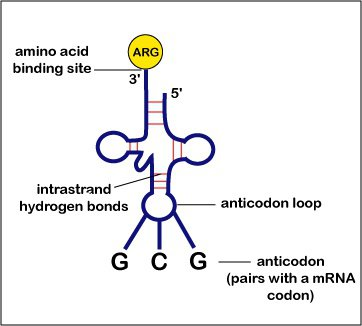 ARG
amino acid
binding site
3'
5'
intrastrand
hydrogen bonds
anticodon loop
G C G
anticodon
(pairs with a mRNA
codon)